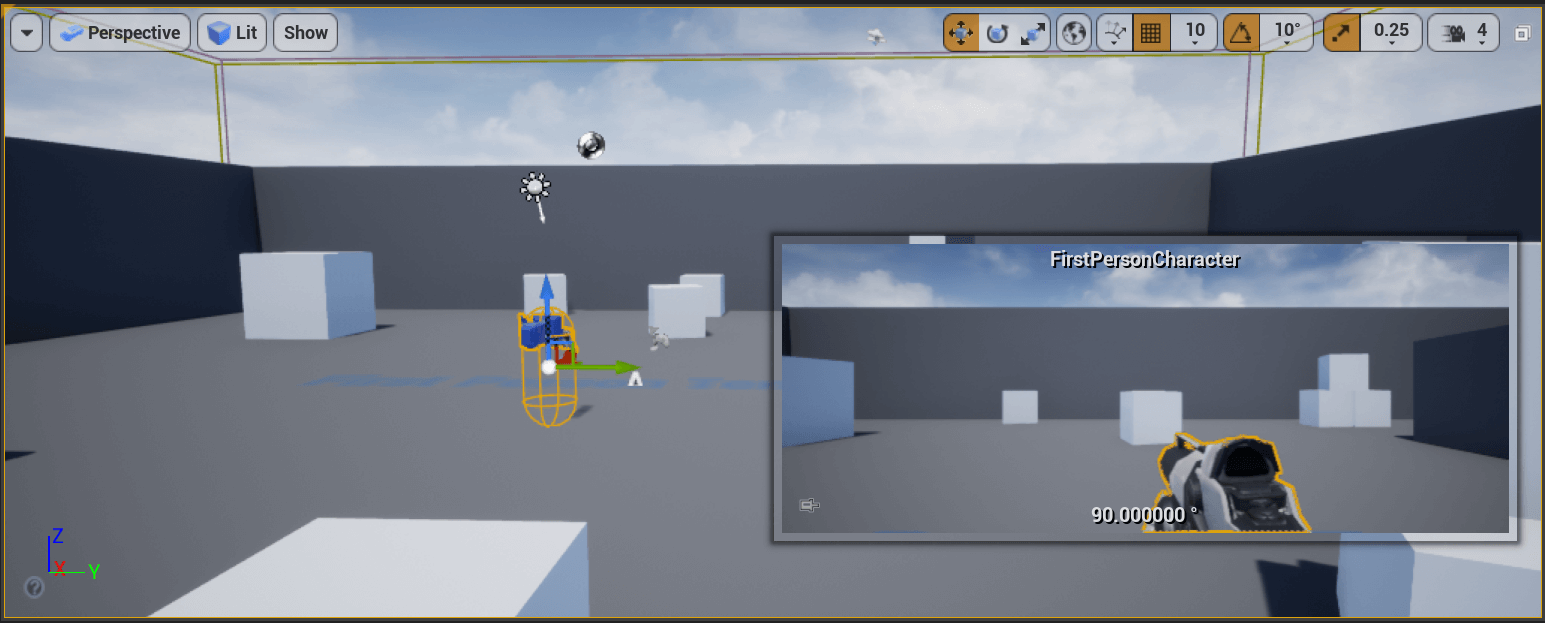 Perspective
Lit
Show
10
10°
0.25
4
FirstPersonCharacter
90.000000 °
Z
X
Y
?